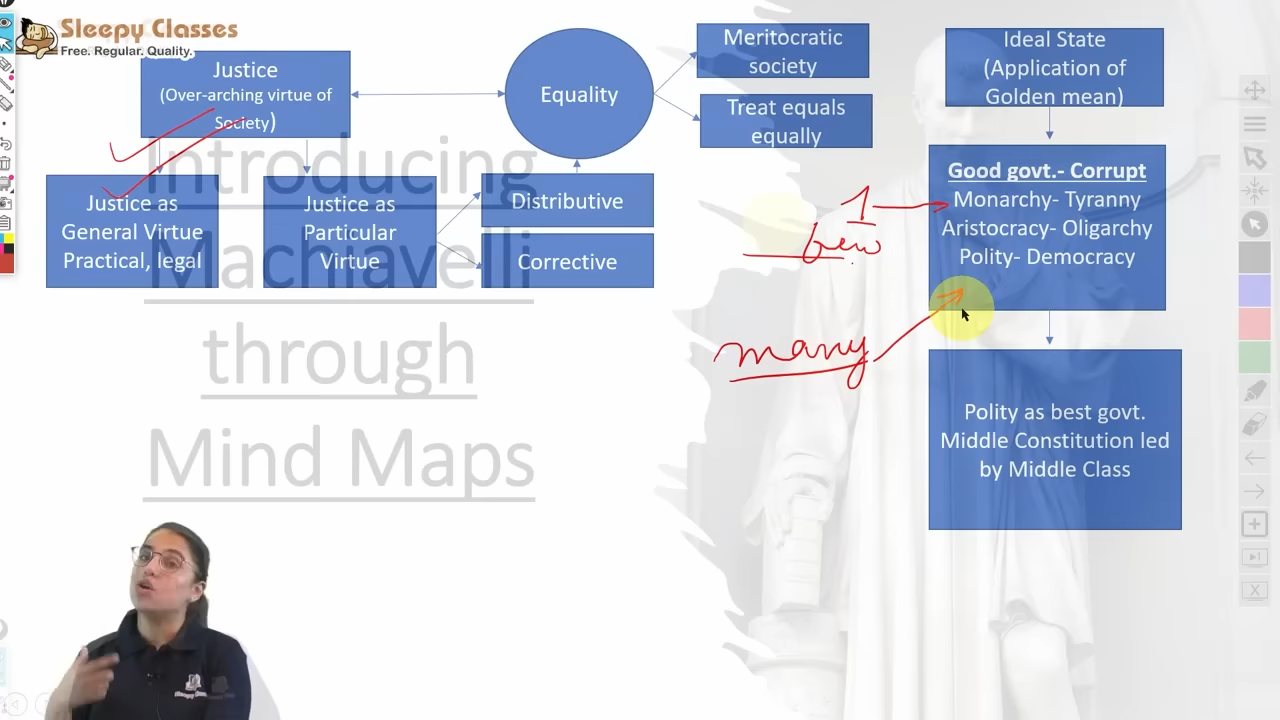 Sleepy Classes
Free. Regular. Quality.
Justice
(Over-arching virtue of
Society)
Justice as
General Virtue
Practical, legal
Justice as
Particular
Virtue
Distributive
Corrective
Equality
Meritocratic
society
Treat equals
equally
Ideal State
(Application of
Golden mean)
Good govt.- Corrupt
Monarchy- Tyranny
Aristocracy- Oligarchy
Polity- Democracy
1
few
many
Polity as best govt.
Middle Constitution led
by Middle Class
Introducing
Machiavelli
through
Mind Maps